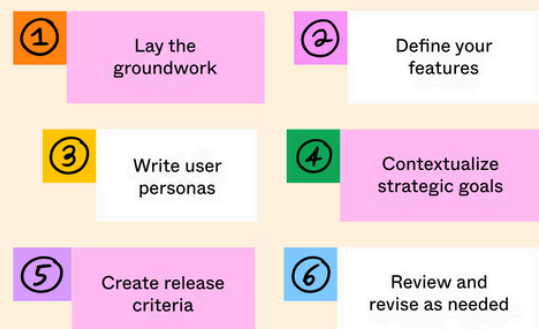 1
Lay the
groundwork
2
Define your
features
3
Write user
personas
4
Contextualize
strategic goals
5
Create release
criteria
6
Review and
revise as needed